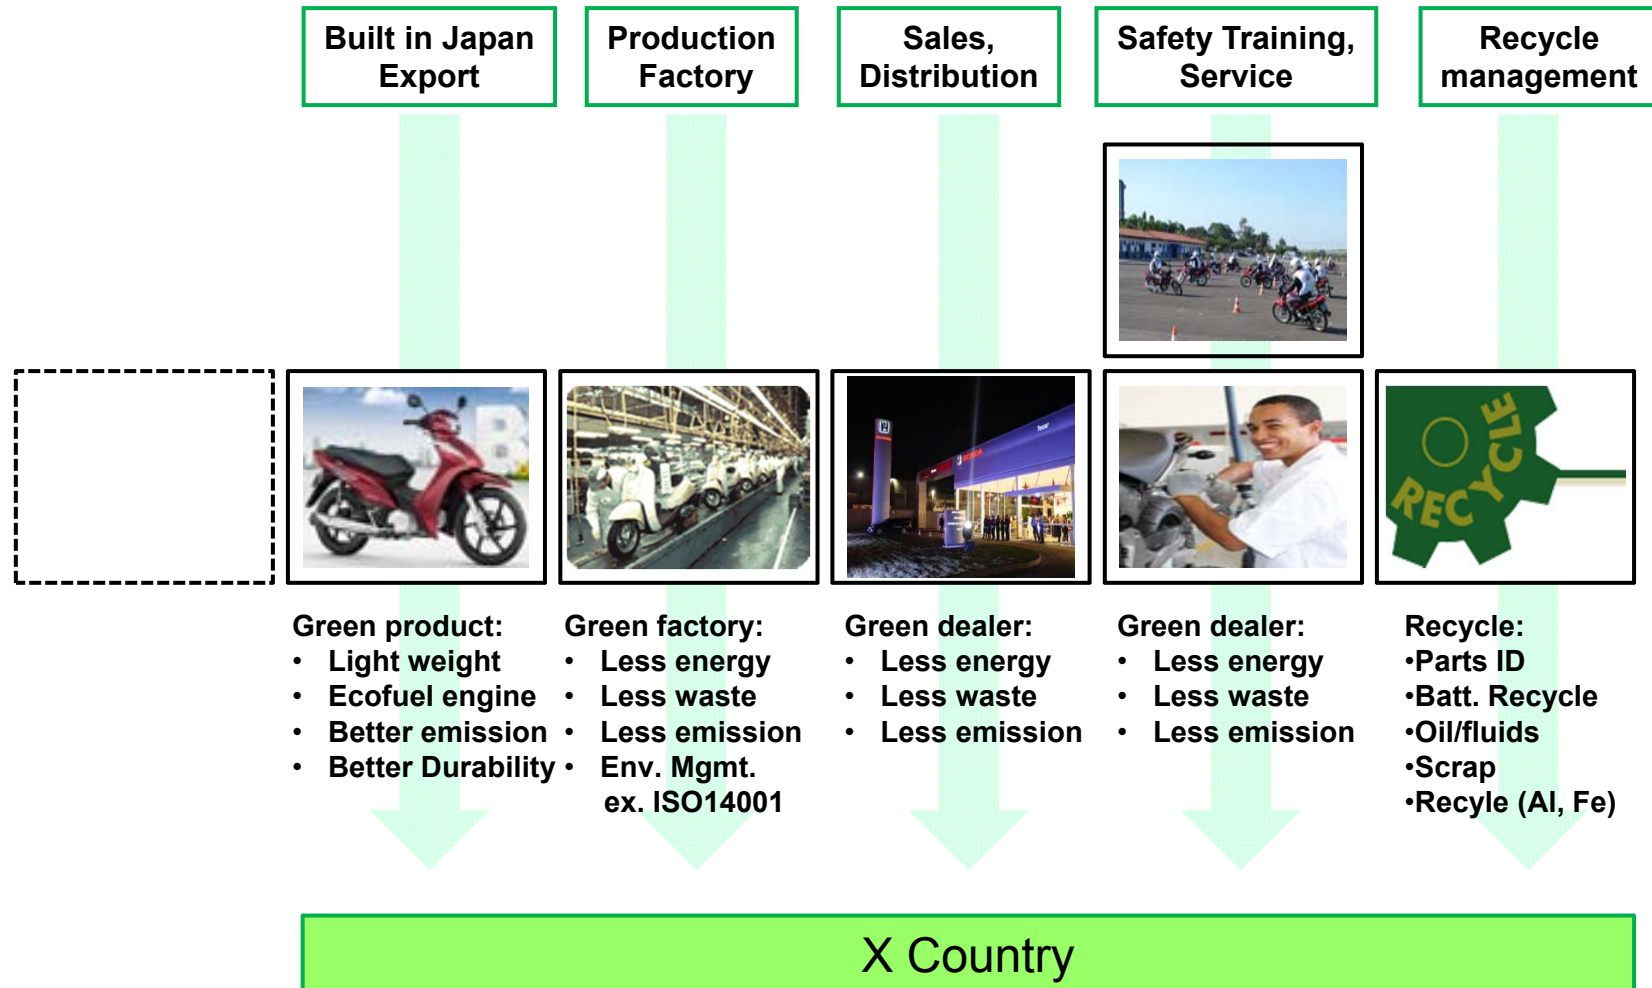 Built in Japan
Export
Production
Factory
Sales,
Distribution
Safety Training,
Service
Recycle
management
HONDA
RECYCLE
Green product:
• Light weight
• Ecofuel engine
• Better emission
• Better Durability
Green factory:
• Less energy
• Less waste
• Less emission
• Env. Mgmt.
ex. ISO14001
Green dealer:
• Less energy
• Less waste
• Less emission
Green dealer:
• Less energy
• Less waste
• Less emission
Recycle:
•Parts ID
•Batt. Recycle
•Oil/fluids
•Scrap
•Recyle (Al, Fe)
X Country